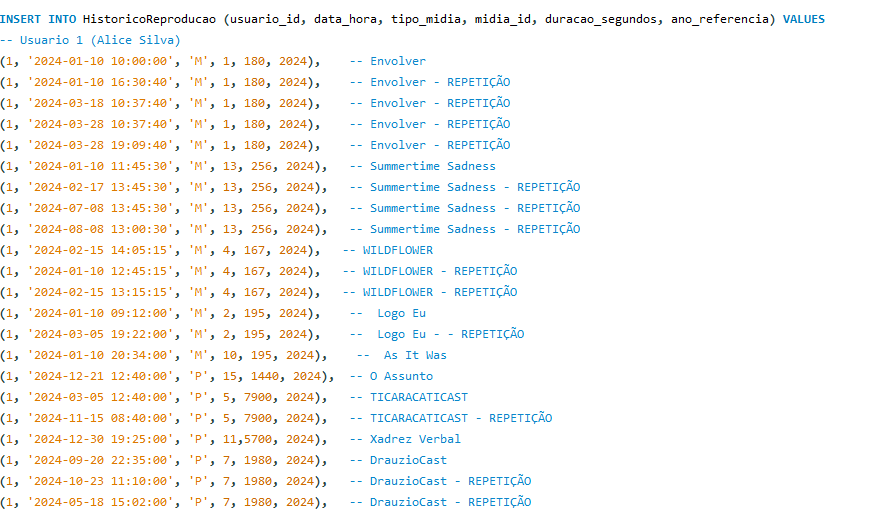 INSERT INTO HistoricoReproducao (usuario_id, data_hora, tipo_midia, midia_id, duracao_segundos, ano_referencia) VALUES
-- Usuario 1 (Alice Silva)
(1, '2024-01-10 10:00:00', 'M', 1, 180, 2024),    -- Envolver
(1, '2024-01-10 16:30:40', 'M', 1, 180, 2024),    -- Envolver - REPETIÇÃO
(1, '2024-03-18 10:37:40', 'M', 1, 180, 2024),    -- Envolver - REPETIÇÃO
(1, '2024-03-28 10:37:40', 'M', 1, 180, 2024),    -- Envolver - REPETIÇÃO
(1, '2024-03-28 19:09:40', 'M', 1, 180, 2024),    -- Envolver - REPETIÇÃO
(1, '2024-01-10 11:45:30', 'M', 13, 256, 2024),   -- Summertime Sadness
(1, '2024-02-17 13:45:30', 'M', 13, 256, 2024),   -- Summertime Sadness - REPETIÇÃO
(1, '2024-07-08 13:45:30', 'M', 13, 256, 2024),   -- Summertime Sadness - REPETIÇÃO
(1, '2024-08-08 13:00:30', 'M', 13, 256, 2024),   -- Summertime Sadness - REPETIÇÃO
(1, '2024-02-15 14:05:15', 'M', 4, 167, 2024),   -- WILDFLOWER
(1, '2024-01-10 12:45:15', 'M', 4, 167, 2024),   -- WILDFLOWER - REPETIÇÃO
(1, '2024-02-15 13:15:15', 'M', 4, 167, 2024),   -- WILDFLOWER - REPETIÇÃO
(1, '2024-01-10 09:12:00', 'M', 2, 195, 2024),    --  Logo Eu
(1, '2024-03-05 19:22:00', 'M', 2, 195, 2024),    --  Logo Eu - - REPETIÇÃO
(1, '2024-01-10 20:34:00', 'M', 10, 195, 2024),    --  As It Was
(1, '2024-12-21 12:40:00', 'P', 15, 1440, 2024),  -- O Assunto
(1, '2024-03-05 12:40:00', 'P', 5, 7900, 2024),   -- TICARACATICAST
(1, '2024-11-15 08:40:00', 'P', 5, 7900, 2024),   -- TICARACATICAST - REPETIÇÃO
(1, '2024-12-30 19:25:00', 'P', 11,5700, 2024),   -- Xadrez Verbal
(1, '2024-09-20 22:35:00', 'P', 7, 1980, 2024),   -- DrauzioCast
(1, '2024-10-23 11:10:00', 'P', 7, 1980, 2024),   -- DrauzioCast - REPETIÇÃO
(1, '2024-05-18 15:02:00', 'P', 7, 1980, 2024),   -- DrauzioCast - REPETIÇÃO